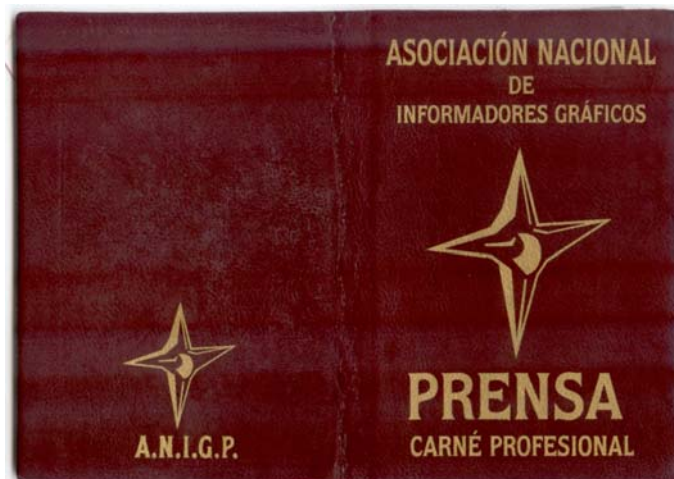 ASOCIACIÓN NACIONAL
DE
INFORMADORES GRÁFICOS
PRENSA
CARNÉ PROFESIONAL
A.N.I.G.P.